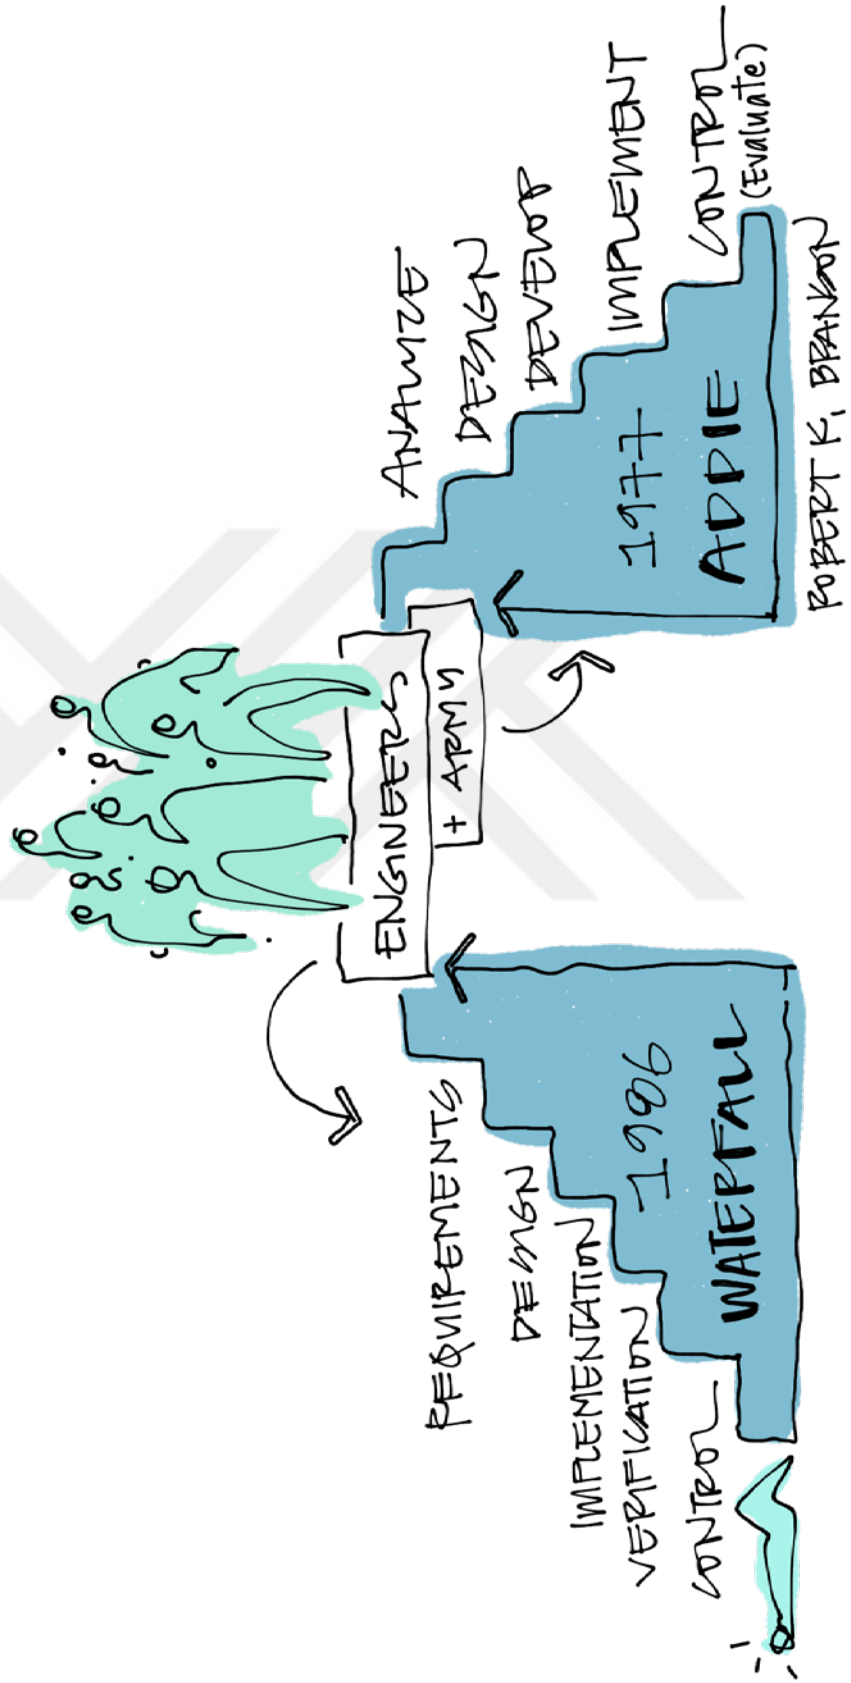 ENGINEERS
+ ARMY
REQUIREMENTS
DESIGN
IMPLEMENTATION
VERIFICATION
CONTROL
1986
WATERFALL
ANALYZE
DESIGN
DEVELOP
IMPLEMENT
CONTROL
(Evaluate)
1977
ADDIE
ROBERT K. BRANSON